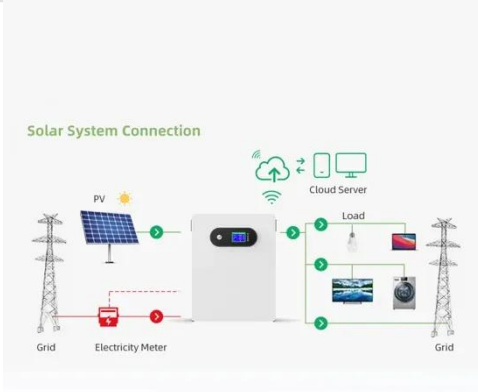 Solar System Connection
Cloud Server
PV
Load
Grid
Electricity Meter
Grid